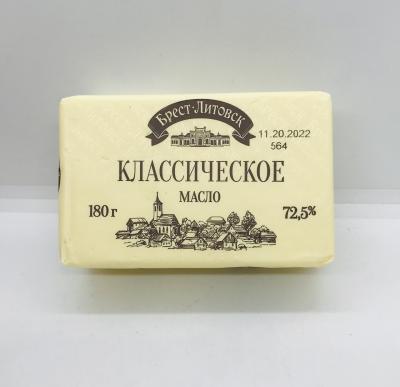 Брест-Литовск
11.20.2022
564
КЛАССИЧЕСКОЕ
МАСЛО
180 г
72,5%